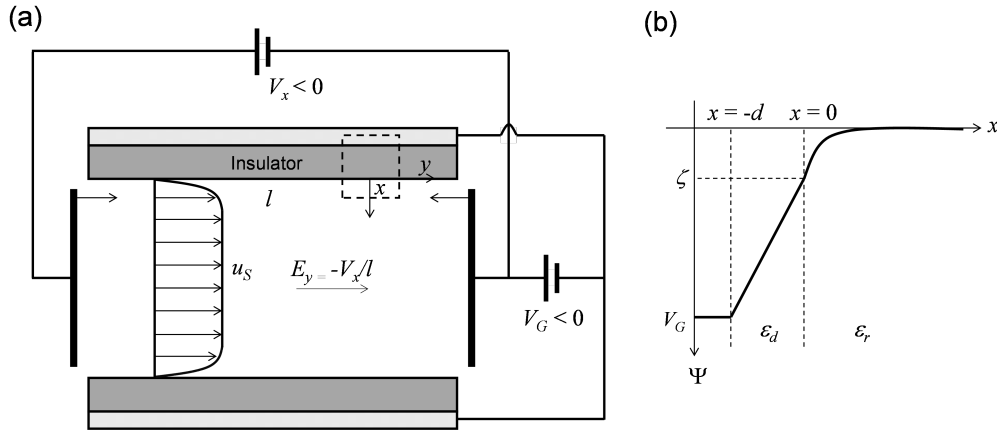 (a)
V_x < 0
Insulator
y
x
l
u_S
E_y = -V_x/l
V_G < 0
(b)
x = -d
x = 0
x
ζ
V_G
ε_d
ε_r
Ψ